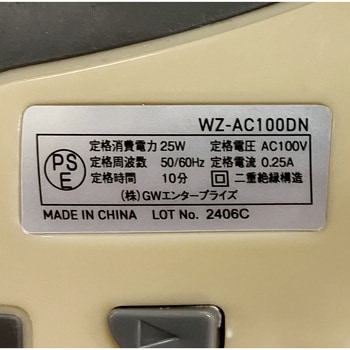 WZ-AC100DN
PS E
定格消費電力 25W 定格電圧 AC100V
定格周波数 50/60Hz 定格電流 0.25A
定格時間 10分 二重絶縁構造
(株)GWエンタープライズ
MADE IN CHINA LOT No. 2406C